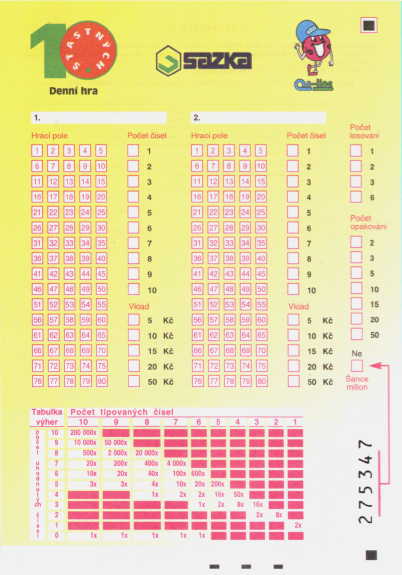 10 ŠŤASTNÝCH
Denní hra
sazka
1.
2.
Hrací pole
Počet čísel
Hrací pole
Počet čísel
Počet losování
1 2 3 4 5
1
1 2 3 4 5
1
1
6 7 8 9 10
2
6 7 8 9 10
2
2
11 12 13 14 15
3
11 12 13 14 15
3
3
16 17 18 19 20
4
16 17 18 19 20
4
6
21 22 23 24 25
5
21 22 23 24 25
5
Počet opakování
26 27 28 29 30
6
26 27 28 29 30
6
31 32 33 34 35
7
31 32 33 34 35
7
2
36 37 38 39 40
8
36 37 38 39 40
8
3
41 42 43 44 45
9
41 42 43 44 45
9
5
46 47 48 49 50
10
46 47 48 49 50
10
10
51 52 53 54 55
Vklad
51 52 53 54 55
Vklad
15
56 57 58 59 60
5 Kč
56 57 58 59 60
5 Kč
20
61 62 63 64 65
10 Kč
61 62 63 64 65
10 Kč
50
66 67 68 69 70
15 Kč
66 67 68 69 70
15 Kč
Ne
71 72 73 74 75
20 Kč
71 72 73 74 75
20 Kč
76 77 78 79 80
50 Kč
76 77 78 79 80
50 Kč
Šance milion
Tabulka výher
Počet tipovaných čísel
10 9 8 7 6 5 4 3 2 1
počet uhodnutých čísel
10 200 000x
9 10 000x 50 000x
8 500x 2 000x 20 000x
7 20x 200x 400x 4 000x
6 10x 20x 40x 100x 600x
5 3x 3x 4x 10x 20x 200x
4 1x 2x 2x 16x 50x
3 1x 2x 8x 16x
2 2x 8x
1 2x
0 1x 1x 1x 1x 1x
275347